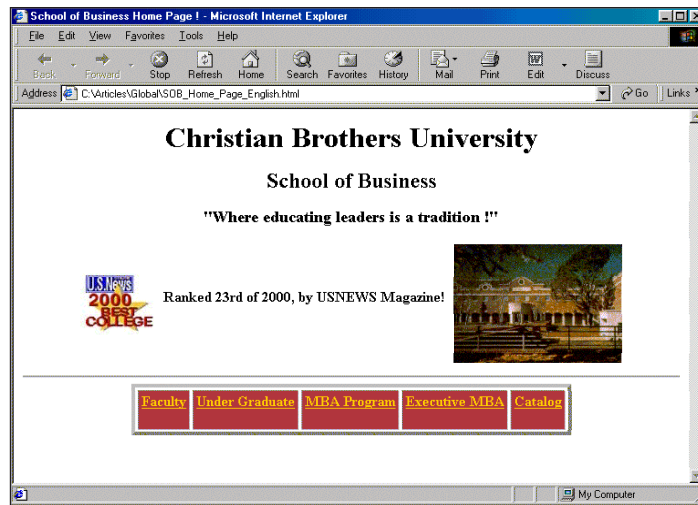 School of Business Home Page ! - Microsoft Internet Explorer
File Edit View Favorites Tools Help
Back Forward Stop Refresh Home Search Favorites History Mail Print Edit Discuss
Address C:\Articles\Global\SOB_Home_Page_English.html Go Links
Christian Brothers University
School of Business
"Where educating leaders is a tradition !"
U.S.News
2000
BEST
COLLEGE
Ranked 23rd of 2000, by USNEWS Magazine!
Faculty Under Graduate MBA Program Executive MBA Catalog
My Computer